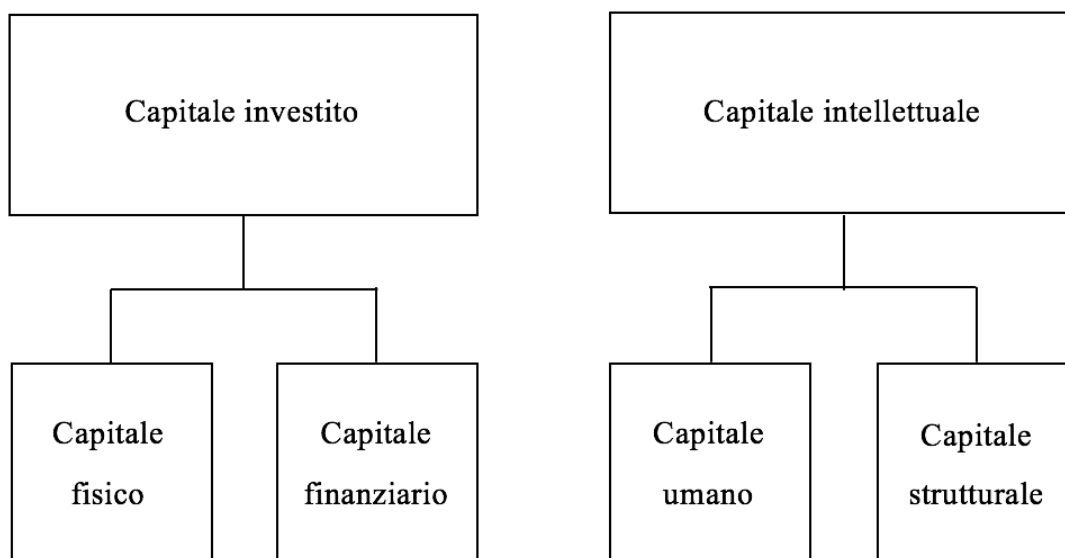 Capitale investito
Capitale intellettuale
Capitale
fisico
Capitale
finanziario
Capitale
umano
Capitale
strutturale